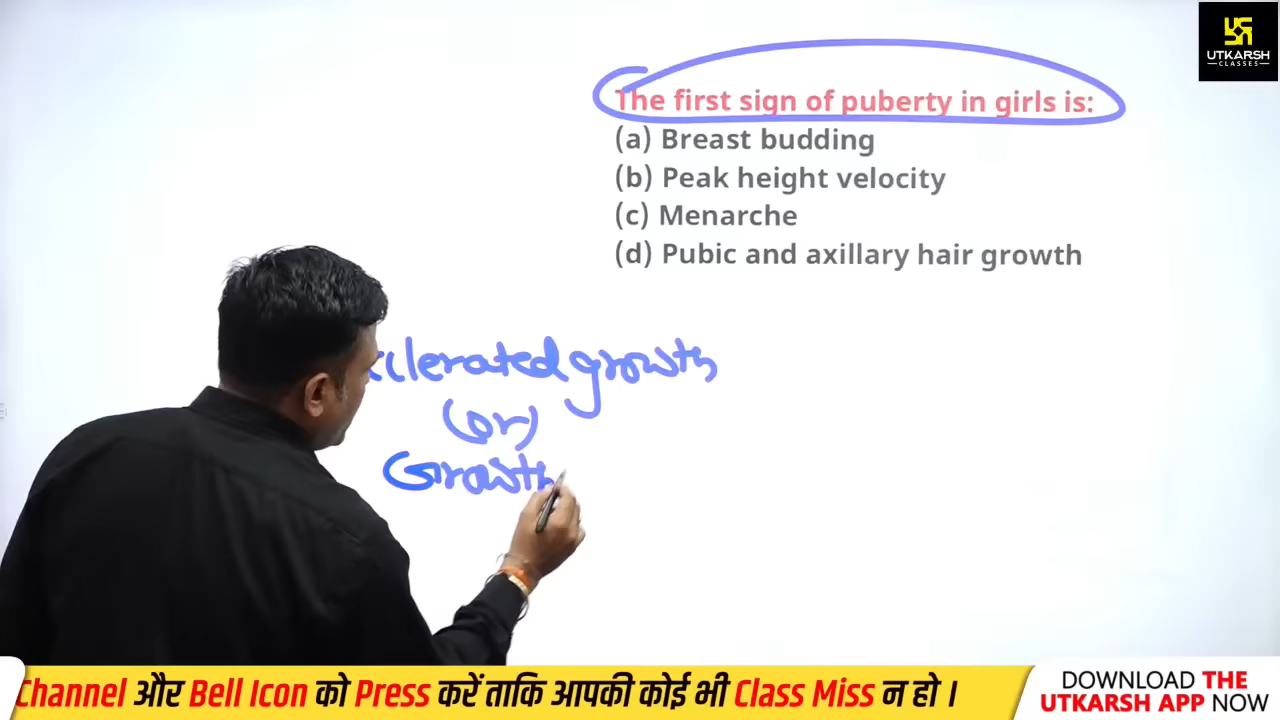 UTKARSH
CLASSES
The first sign of puberty in girls is:
(a) Breast budding
(b) Peak height velocity
(c) Menarche
(d) Pubic and axillary hair growth
growth
(or)
Growth
Channel और Bell Icon को Press करें ताकि आपकी कोई भी Class Miss न हो ।
DOWNLOAD THE
UTKARSH APP NOW